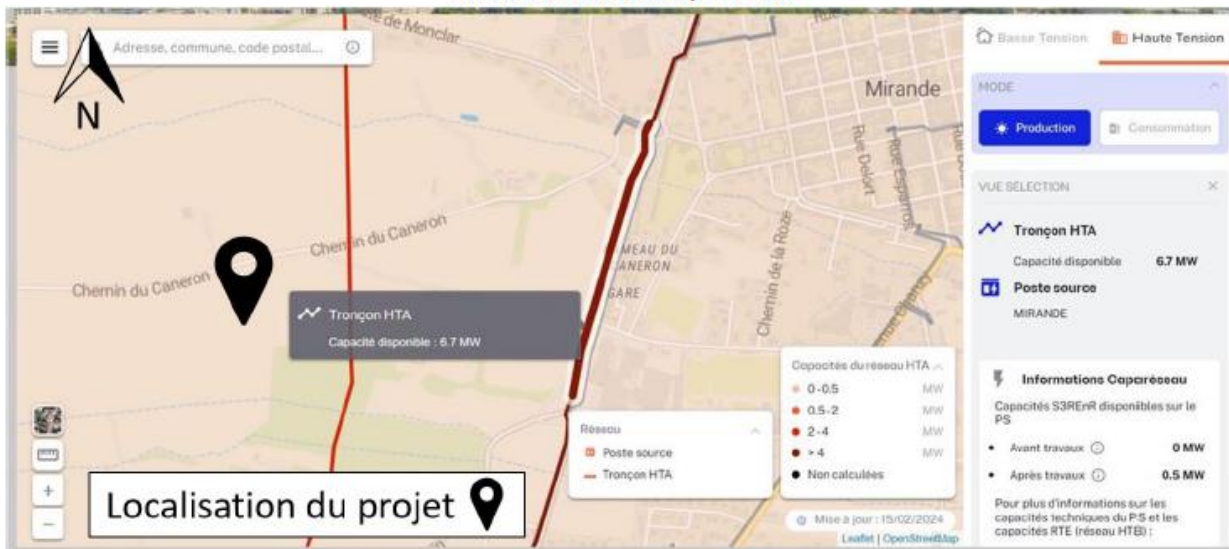 de Monclar
Adresse, commune, code postal...
N
Mirande
Rue Delort
Rue Esparros
Chemin du Caneron
Chemin du Caneron
HAMEAU DU
CANERON
GARE
Chemin de la Roze
Tronçon HTA
Capacité disponible : 6.7 MW
Réseau
Poste source
Tronçon HTA
Capacités du réseau HTA
0-0.5 MW
0.5-2 MW
2-4 MW
> 4 MW
Non calculées
Mise à jour : 15/02/2024
Leaflet | OpenStreetMap
+
−
Localisation du projet
Basse Tension
Haute Tension
MODE
Production
Consommation
VUE SÉLECTION
Tronçon HTA
Capacité disponible 6.7 MW
Poste source
MIRANDE
Informations Caparéseau
Capacités S3REnR disponibles sur le
PS
• Avant travaux 0 MW
• Après travaux 0.5 MW
Pour plus d'informations sur les
capacités techniques du PS et les
capacités RTE (réseau HTB) :